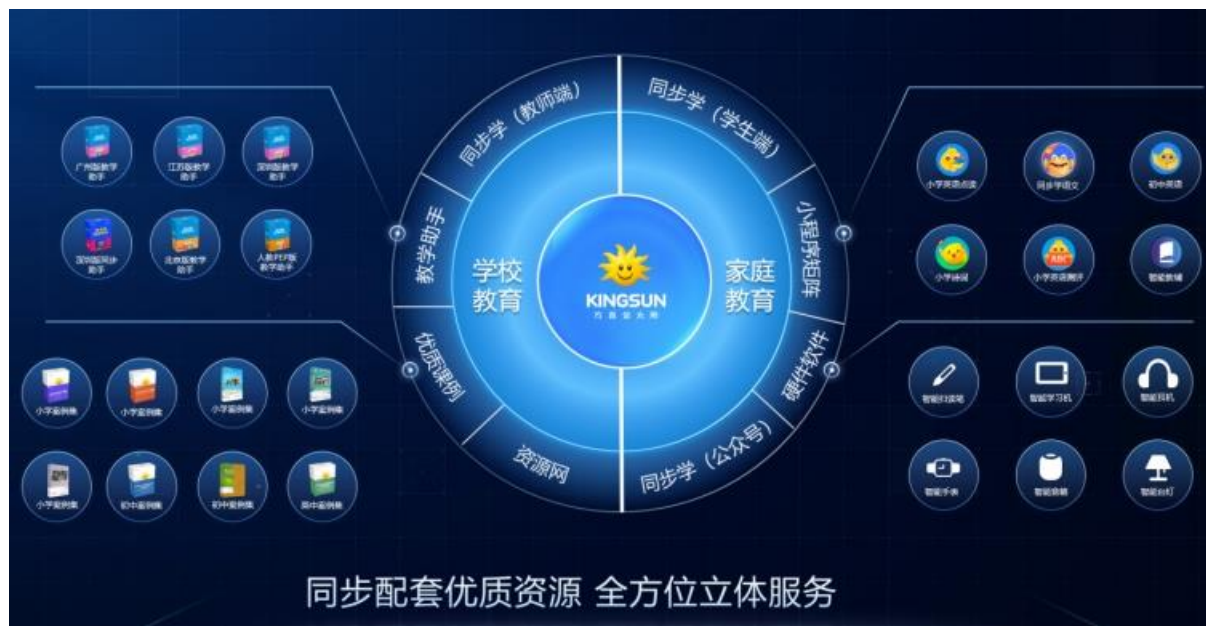 广州版教学
助手
江苏版教学
助手
深圳版教学
助手
深圳版同步
助手
北京版教学
助手
人教PEP版
教学助手
小学案例集
小学案例集
小学案例集
小学案例集
小学案例集
初中案例集
初中案例集
高中案例集
同步学（教师端）
教学助手
优质课例
资源网
学校
教育
KINGSUN
方直金太阳
家庭
教育
同步学（学生端）
小程序矩阵
硬件软件
同步学（公众号）
小学英语点读
同步学语文
初中英语
小学诗词
ABC
小学英语测评
智能教辅
智能扫读笔
智能学习机
智能耳机
智能手表
智能音箱
智能台灯
同步配套优质资源 全方位立体服务